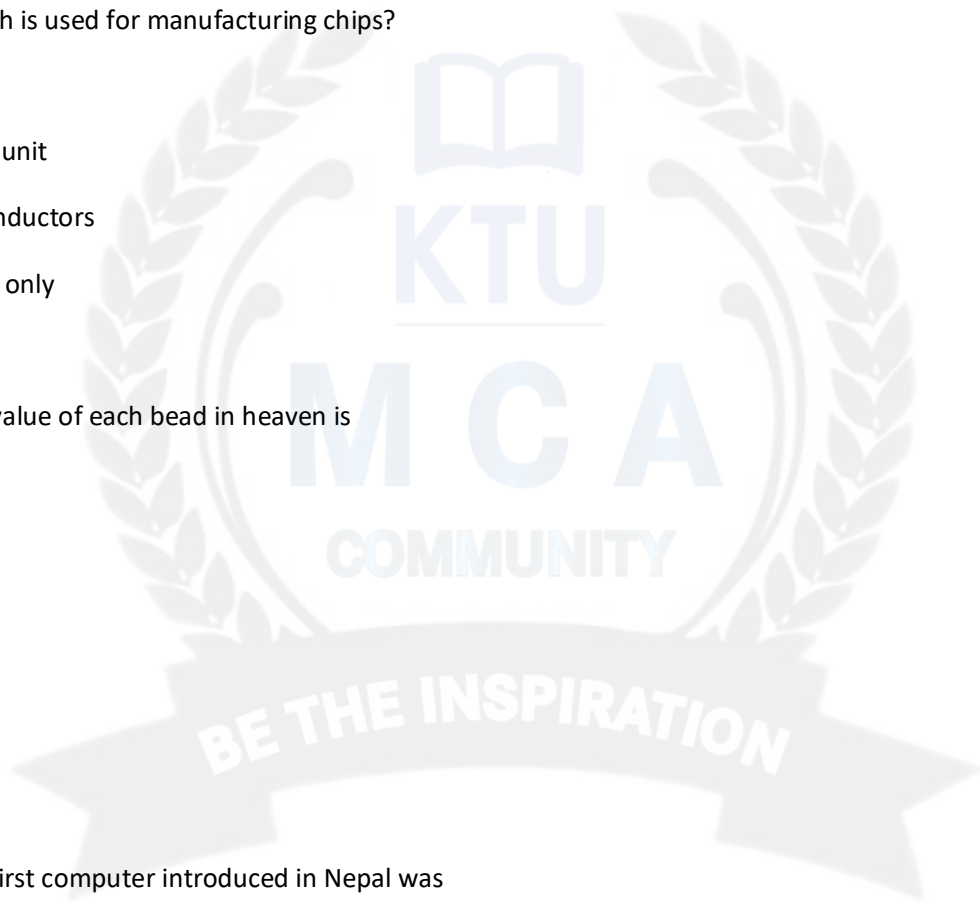 h is used for manufacturing chips?
unit
nductors
only
value of each bead in heaven is
irst computer introduced in Nepal was
KTU
M C A
COMMUNITY
BE THE INSPIRATION